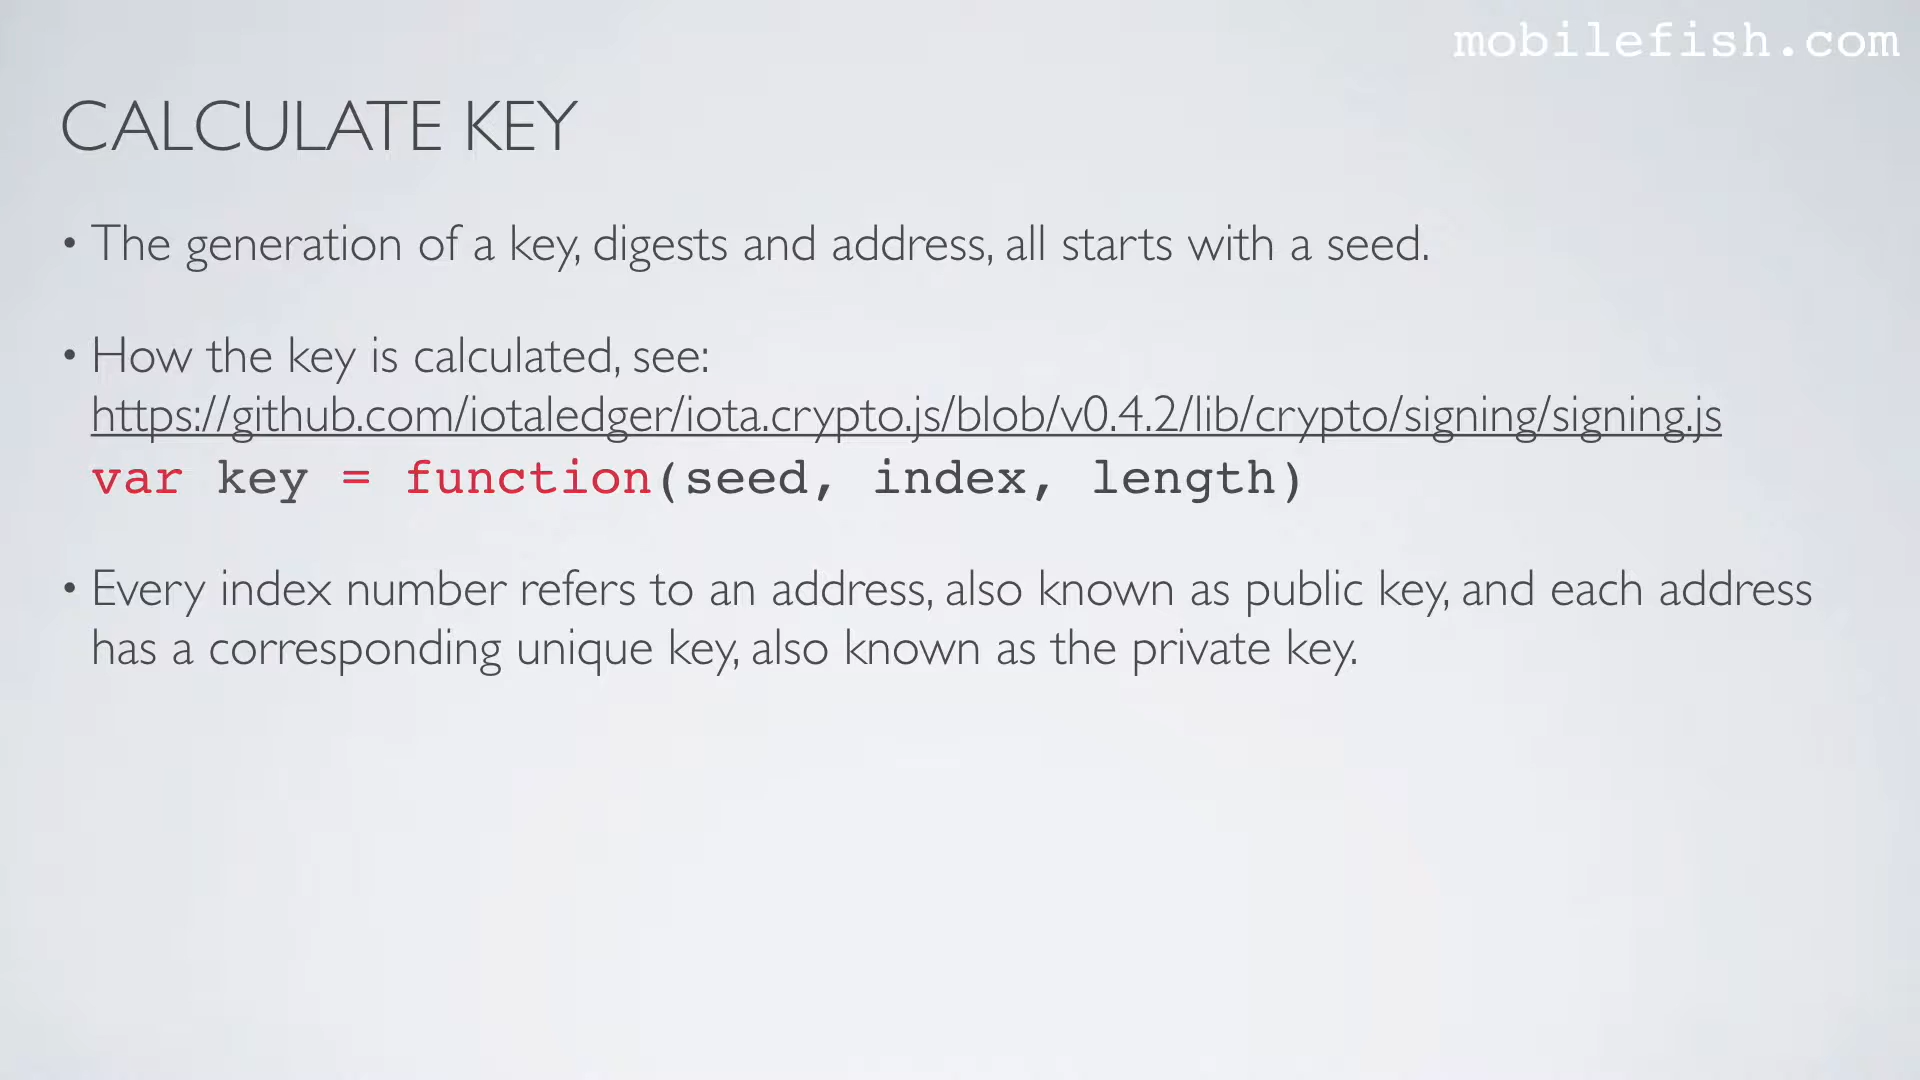 mobilefish.com
CALCULATE KEY
• The generation of a key, digests and address, all starts with a seed.
• How the key is calculated, see:
https://github.com/iotaledger/iota.crypto.js/blob/v0.4.2/lib/crypto/signing/signing.js
var key = function(seed, index, length)
• Every index number refers to an address, also known as public key, and each address
has a corresponding unique key, also known as the private key.